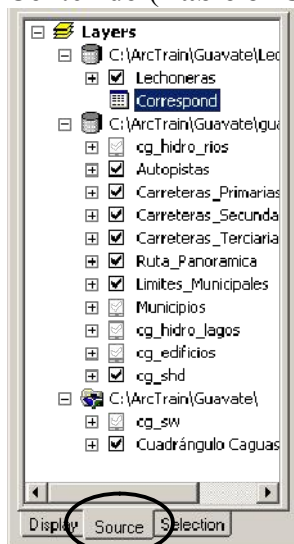 Layers
C:\ArcTrain\Guavate\Lec
Lechoneras
Correspond
C:\ArcTrain\Guavate\gua
cg_hidro_rios
Autopistas
Carreteras_Primarias
Carreteras_Secunda
Carreteras_Terciaria
Ruta_Panoramica
Limites_Municipales
Municipios
cg_hidro_lagos
cg_edificios
cg_shd
C:\ArcTrain\Guavate\
cg_sw
Cuadrángulo Caguas
Display Source Selection